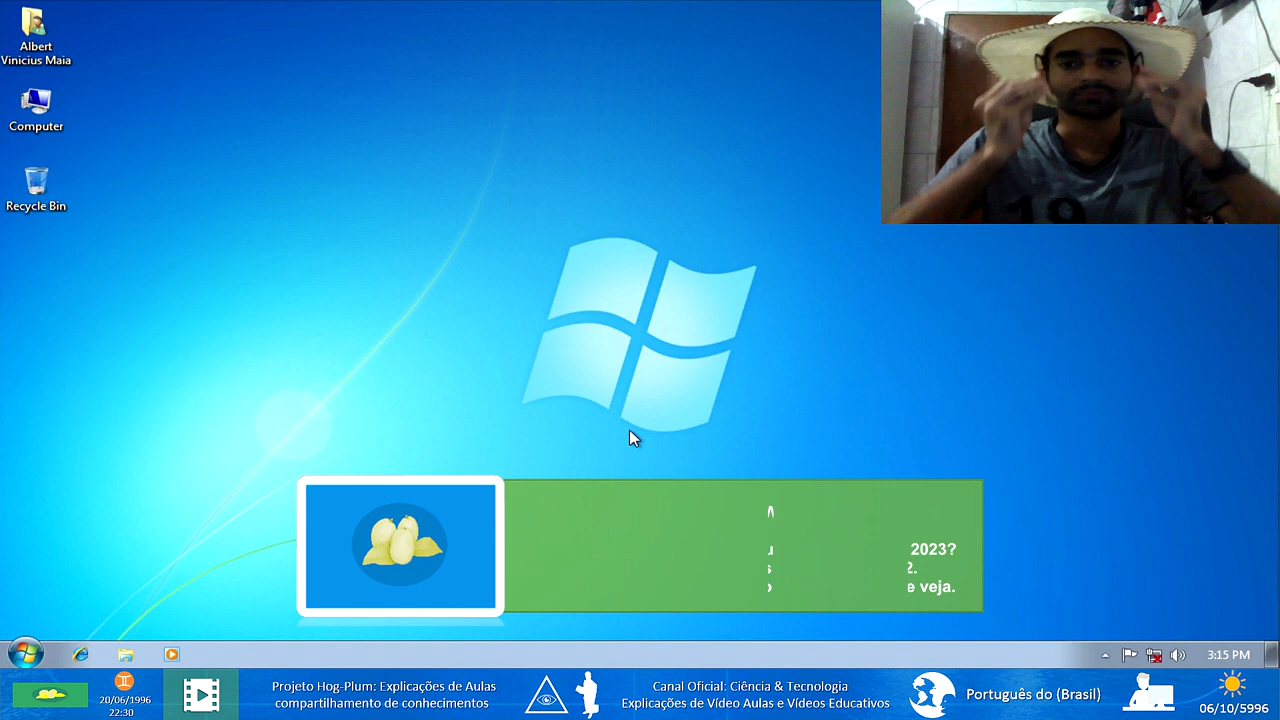 Albert
Vinicius Maia
Computer
Recycle Bin
19
2023?
2.
e veja.
3:15 PM
20/06/1996
22:30
Projeto Hog-Plum: Explicações de Aulas
compartilhamento de conhecimentos
Canal Oficial: Ciência & Tecnologia
Explicações de Vídeo Aulas e Vídeos Educativos
Português do (Brasil)
06/10/5996